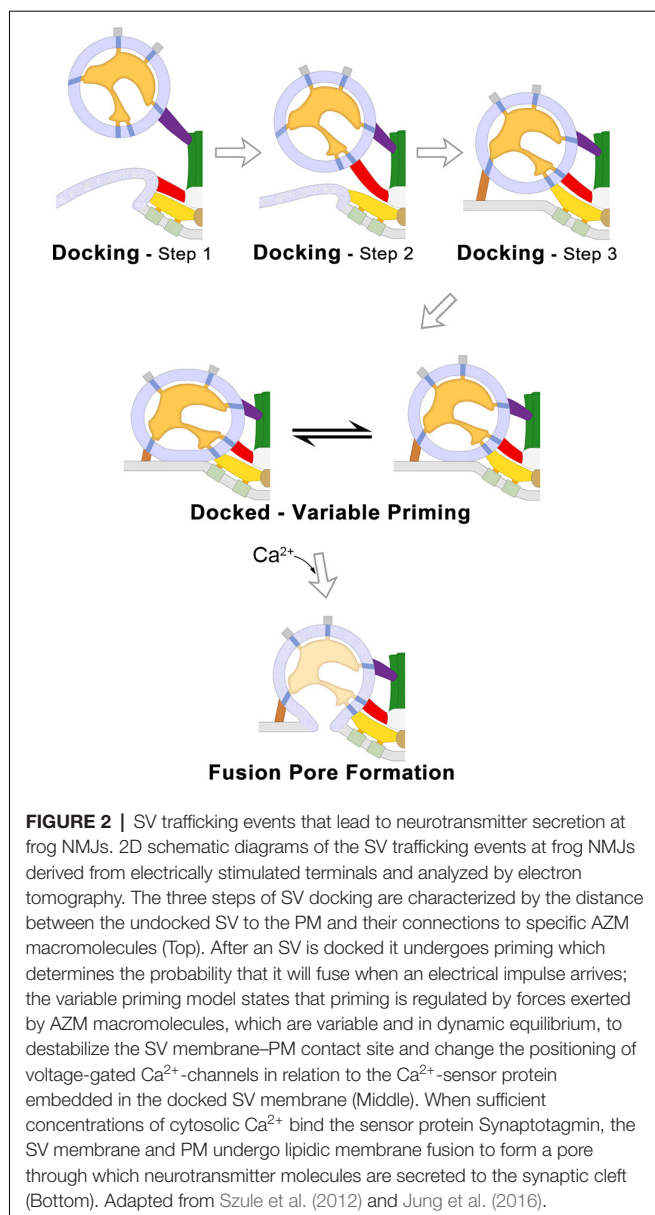 Docking - Step 1
Docking - Step 2
Docking - Step 3
Docked - Variable Priming
Ca²⁺
Fusion Pore Formation
FIGURE 2 | SV trafficking events that lead to neurotransmitter secretion at
frog NMJs. 2D schematic diagrams of the SV trafficking events at frog NMJs
derived from electrically stimulated terminals and analyzed by electron
tomography. The three steps of SV docking are characterized by the distance
between the undocked SV to the PM and their connections to specific AZM
macromolecules (Top). After an SV is docked it undergoes priming which
determines the probability that it will fuse when an electrical impulse arrives;
the variable priming model states that priming is regulated by forces exerted
by AZM macromolecules, which are variable and in dynamic equilibrium, to
destabilize the SV membrane–PM contact site and change the positioning of
voltage-gated Ca²⁺-channels in relation to the Ca²⁺-sensor protein
embedded in the docked SV membrane (Middle). When sufficient
concentrations of cytosolic Ca²⁺ bind the sensor protein Synaptotagmin, the
SV membrane and PM undergo lipidic membrane fusion to form a pore
through which neurotransmitter molecules are secreted to the synaptic cleft
(Bottom). Adapted from Szule et al. (2012) and Jung et al. (2016).